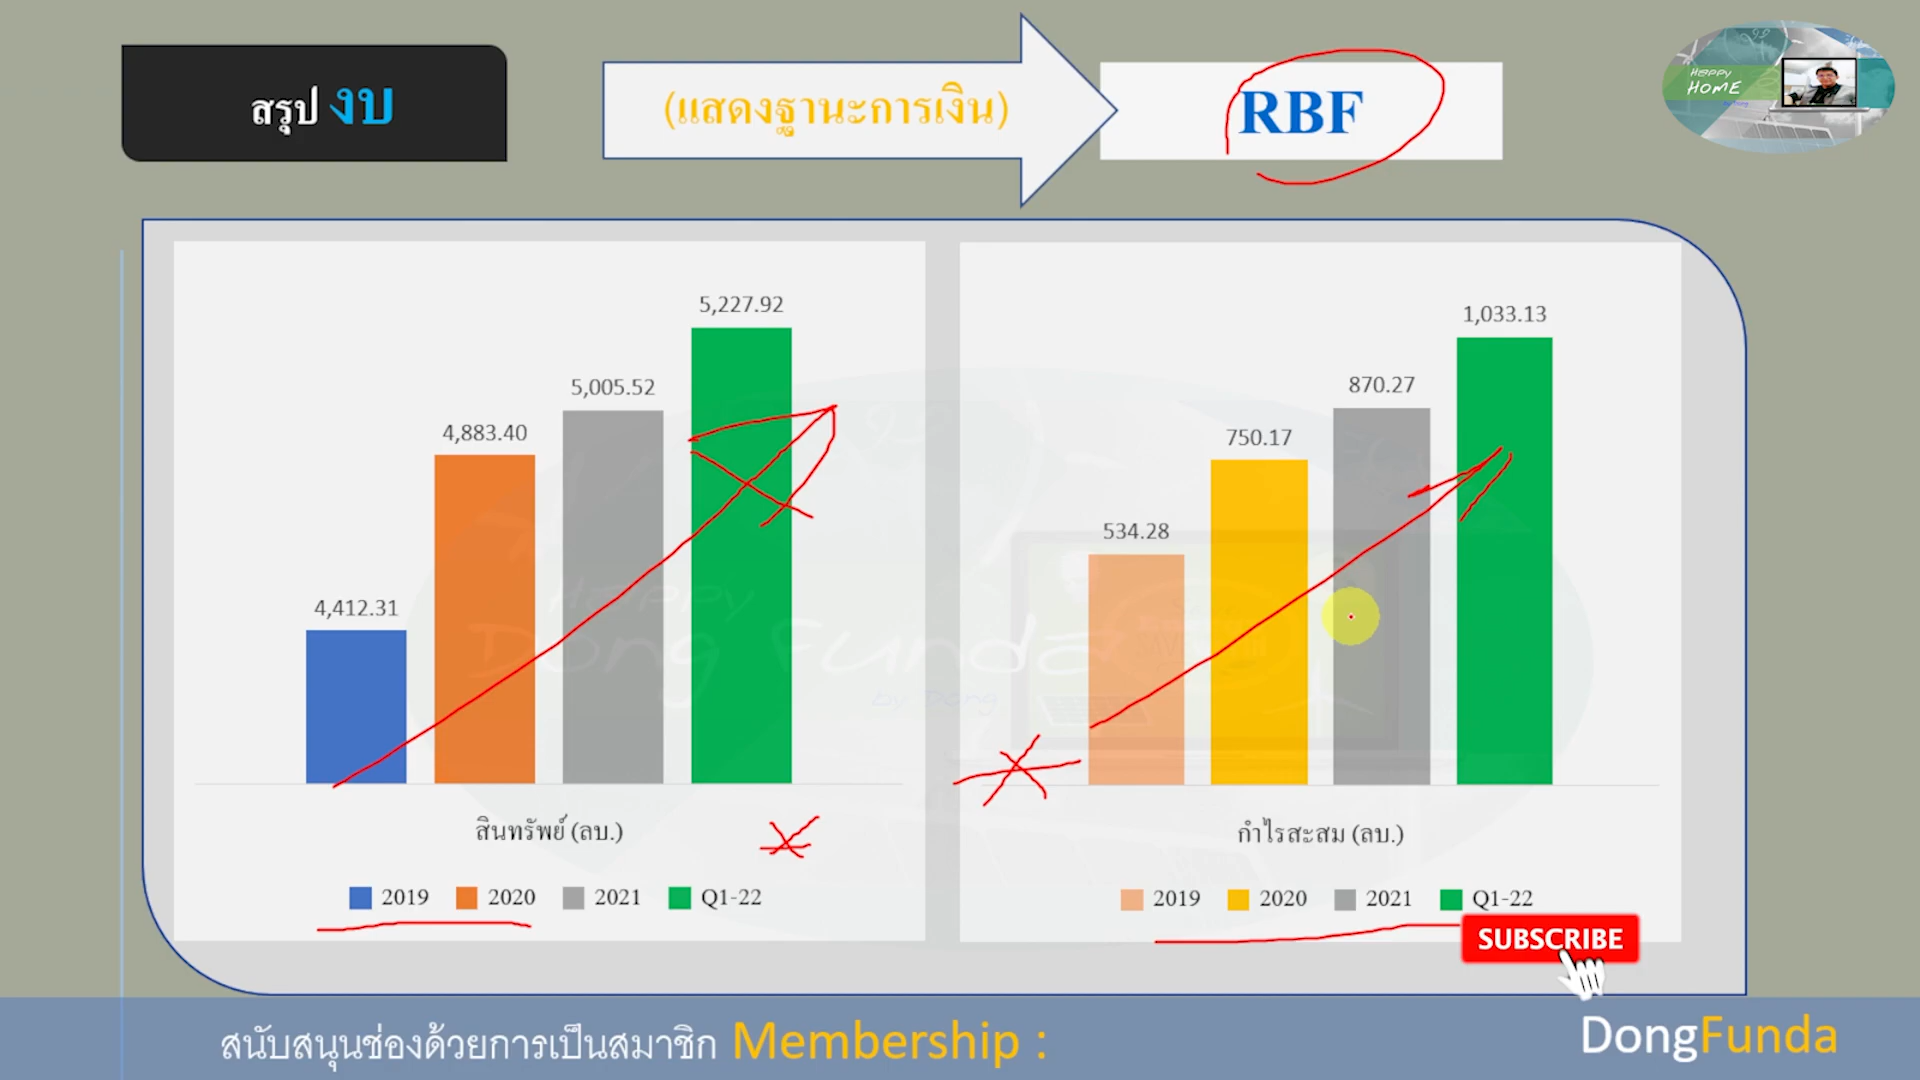 สรุป งบ
(แสดงฐานะการเงิน)
RBF
Happy
HOME
5,227.92
5,005.52
4,883.40
4,412.31
สินทรัพย์ (ลบ.)
2019 2020 2021 Q1-22
1,033.13
870.27
750.17
534.28
กำไรสะสม (ลบ.)
2019 2020 2021 Q1-22
Happy
Dong Funda
by Dong
SUBSCRIBE
สนับสนุนช่องด้วยการเป็นสมาชิก Membership :
DongFunda